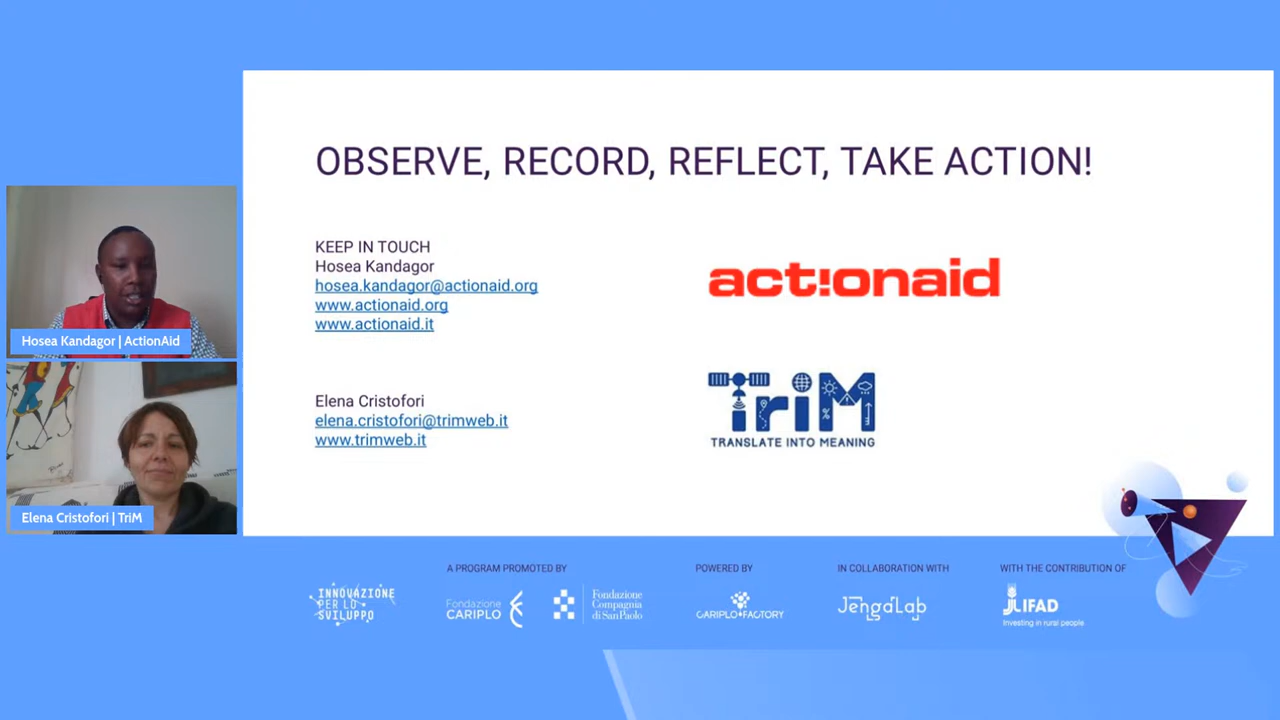 OBSERVE, RECORD, REFLECT, TAKE ACTION!
KEEP IN TOUCH
Hosea Kandagor
hosea.kandagor@actionaid.org
www.actionaid.org
www.actionaid.it
act!onaid
Elena Cristofori
elena.cristofori@trimweb.it
www.trimweb.it
TriM
TRANSLATE INTO MEANING
Hosea Kandagor | ActionAid
Elena Cristofori | TriM
INNOVAZIONE
PER LO
SVILUPPO
A PROGRAM PROMOTED BY
Fondazione
CARIPLO
Fondazione
Compagnia
di San Paolo
POWERED BY
CARIPLO FACTORY
IN COLLABORATION WITH
JengaLab
WITH THE CONTRIBUTION OF
IFAD
Investing in rural people